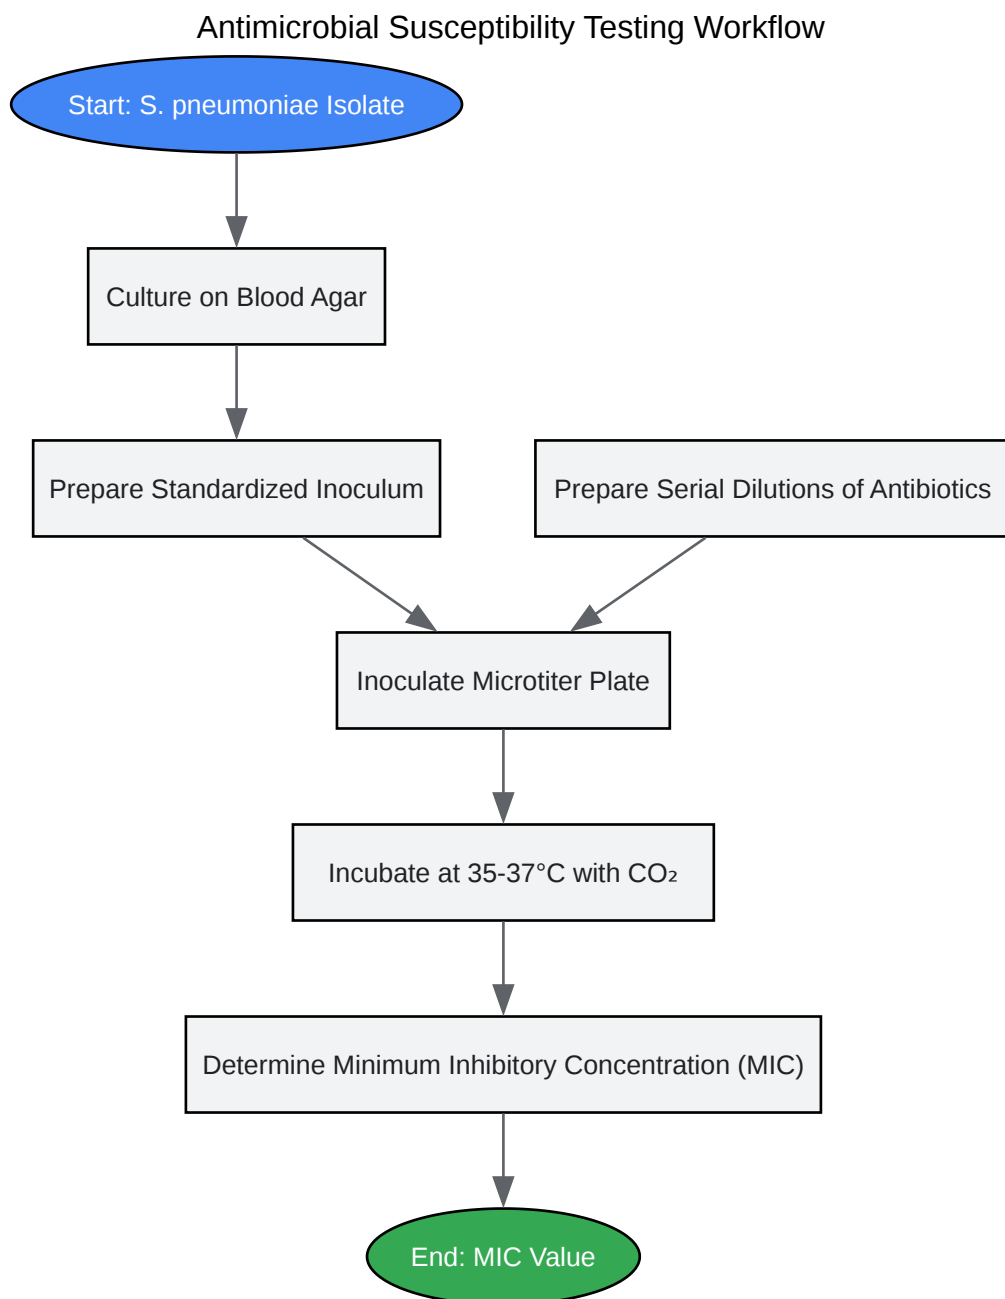 Antimicrobial Susceptibility Testing Workflow
Start: S. pneumoniae Isolate
Culture on Blood Agar
Prepare Standardized Inoculum
Prepare Serial Dilutions of Antibiotics
Inoculate Microtiter Plate
Incubate at 35-37°C with CO₂
Determine Minimum Inhibitory Concentration (MIC)
End: MIC Value